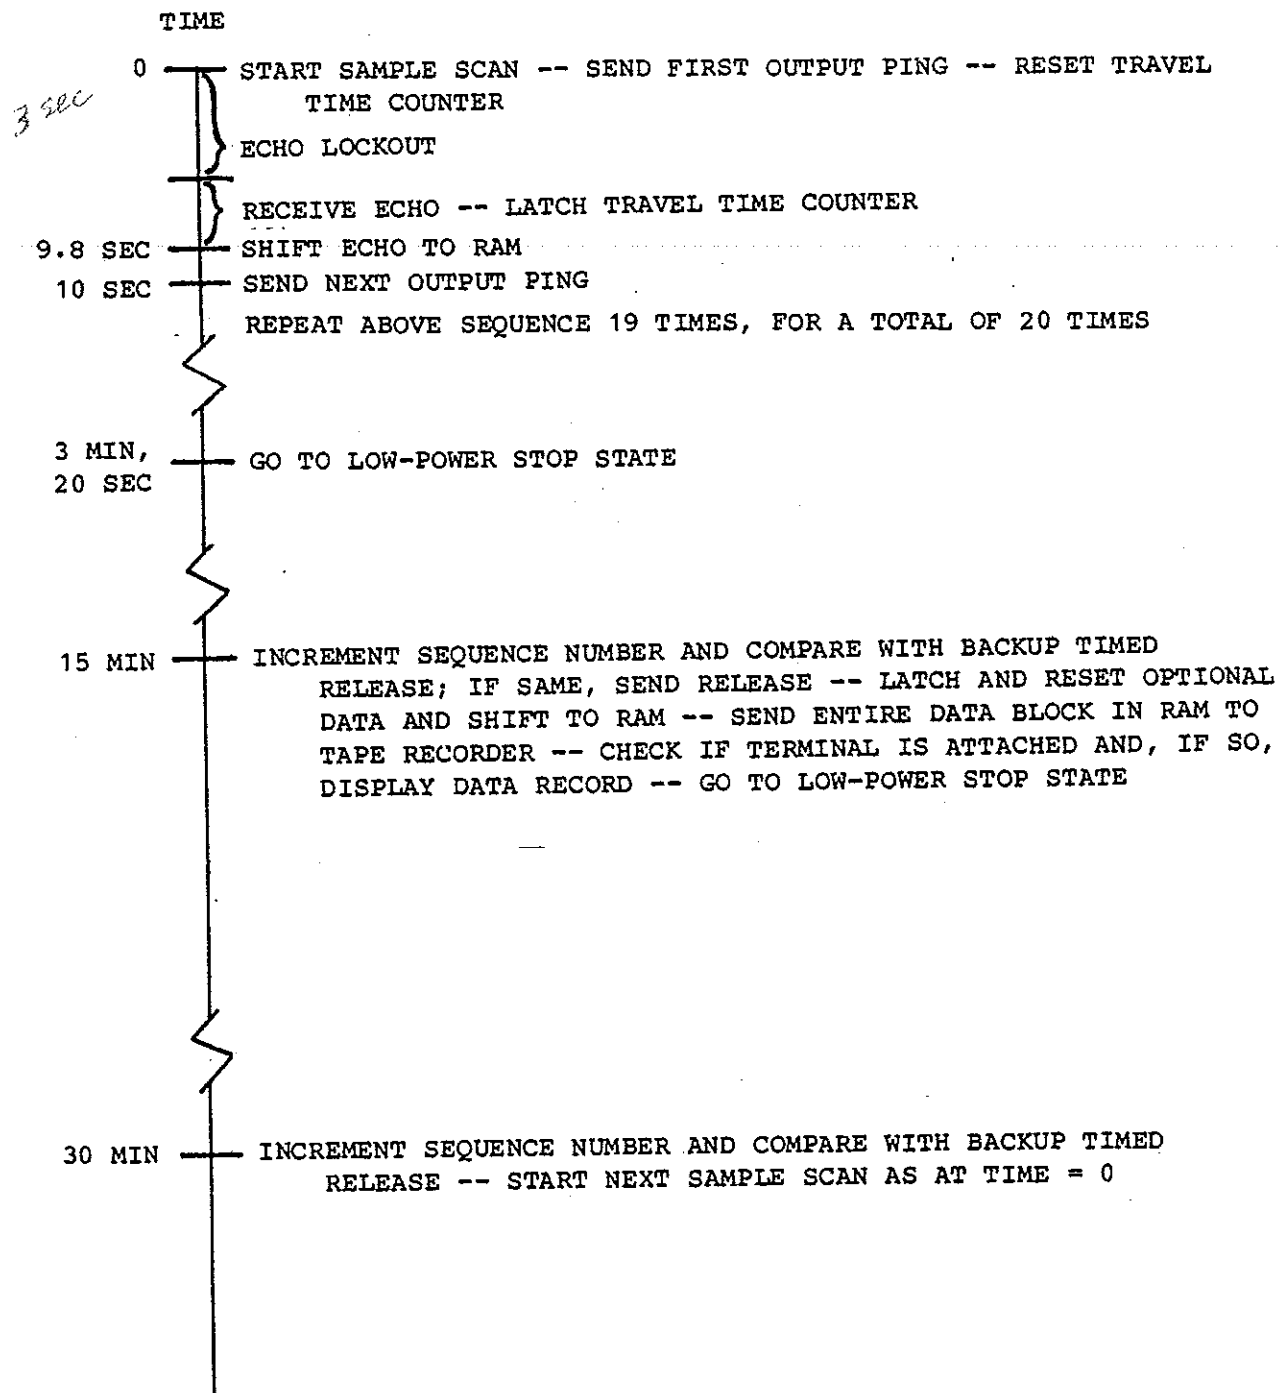 TIME
0 START SAMPLE SCAN -- SEND FIRST OUTPUT PING -- RESET TRAVEL
TIME COUNTER
3 sec
ECHO LOCKOUT
RECEIVE ECHO -- LATCH TRAVEL TIME COUNTER
9.8 SEC SHIFT ECHO TO RAM
10 SEC SEND NEXT OUTPUT PING
REPEAT ABOVE SEQUENCE 19 TIMES, FOR A TOTAL OF 20 TIMES
3 MIN,
20 SEC
GO TO LOW-POWER STOP STATE
15 MIN INCREMENT SEQUENCE NUMBER AND COMPARE WITH BACKUP TIMED
RELEASE; IF SAME, SEND RELEASE -- LATCH AND RESET OPTIONAL
DATA AND SHIFT TO RAM -- SEND ENTIRE DATA BLOCK IN RAM TO
TAPE RECORDER -- CHECK IF TERMINAL IS ATTACHED AND, IF SO,
DISPLAY DATA RECORD -- GO TO LOW-POWER STOP STATE
30 MIN INCREMENT SEQUENCE NUMBER AND COMPARE WITH BACKUP TIMED
RELEASE -- START NEXT SAMPLE SCAN AS AT TIME = 0